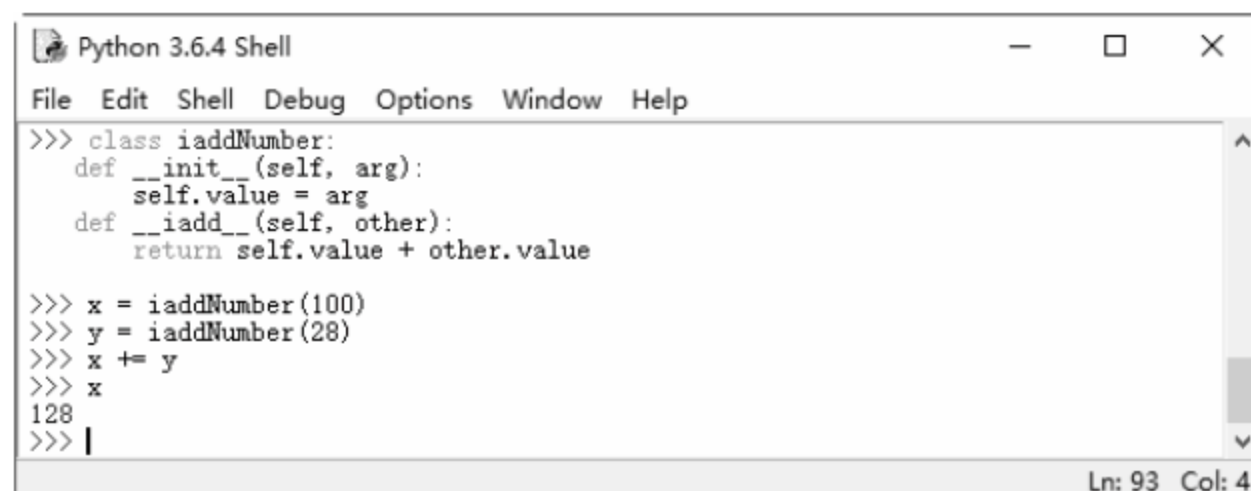 Python 3.6.4 Shell
File Edit Shell Debug Options Window Help
>>> class iaddNumber:
   def __init__(self, arg):
       self.value = arg
   def __iadd__(self, other):
       return self.value + other.value

>>> x = iaddNumber(100)
>>> y = iaddNumber(28)
>>> x += y
>>> x
128
>>>
Ln: 93 Col: 4